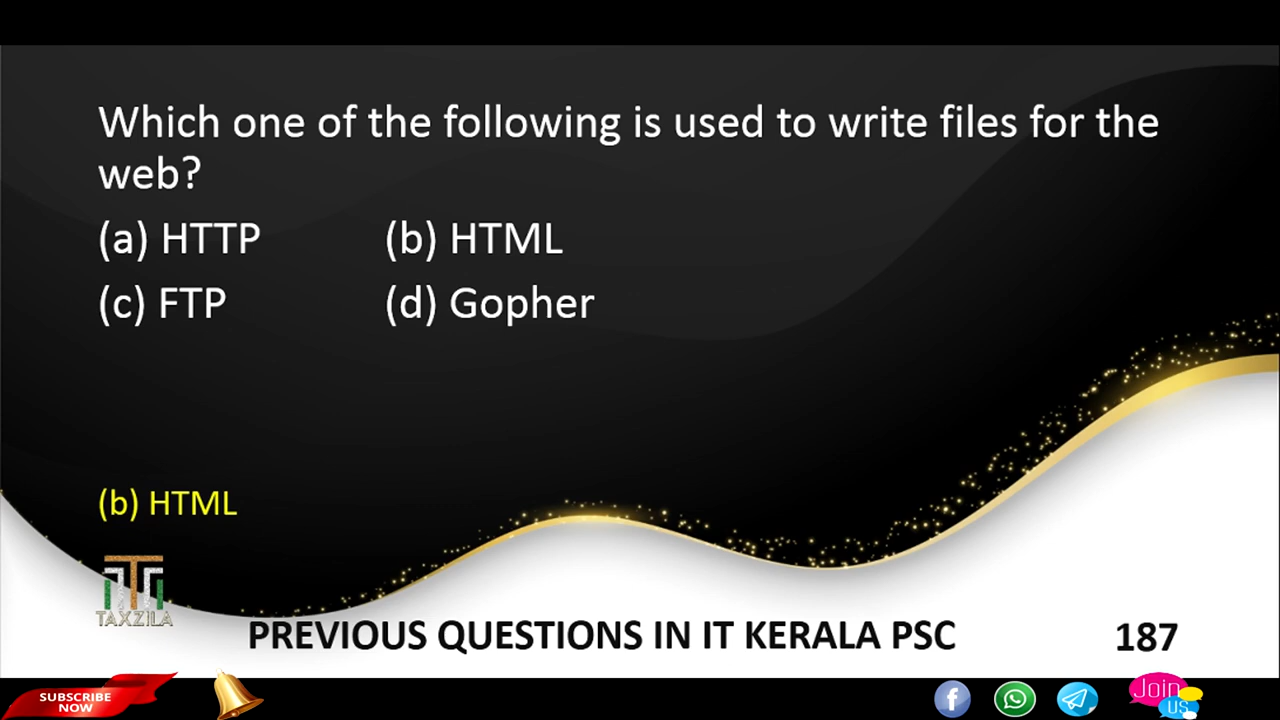 Which one of the following is used to write files for the
web?
(a) HTTP (b) HTML
(c) FTP (d) Gopher
(b) HTML
TAXZILA
PREVIOUS QUESTIONS IN IT KERALA PSC 187
SUBSCRIBE
NOW
Join
US